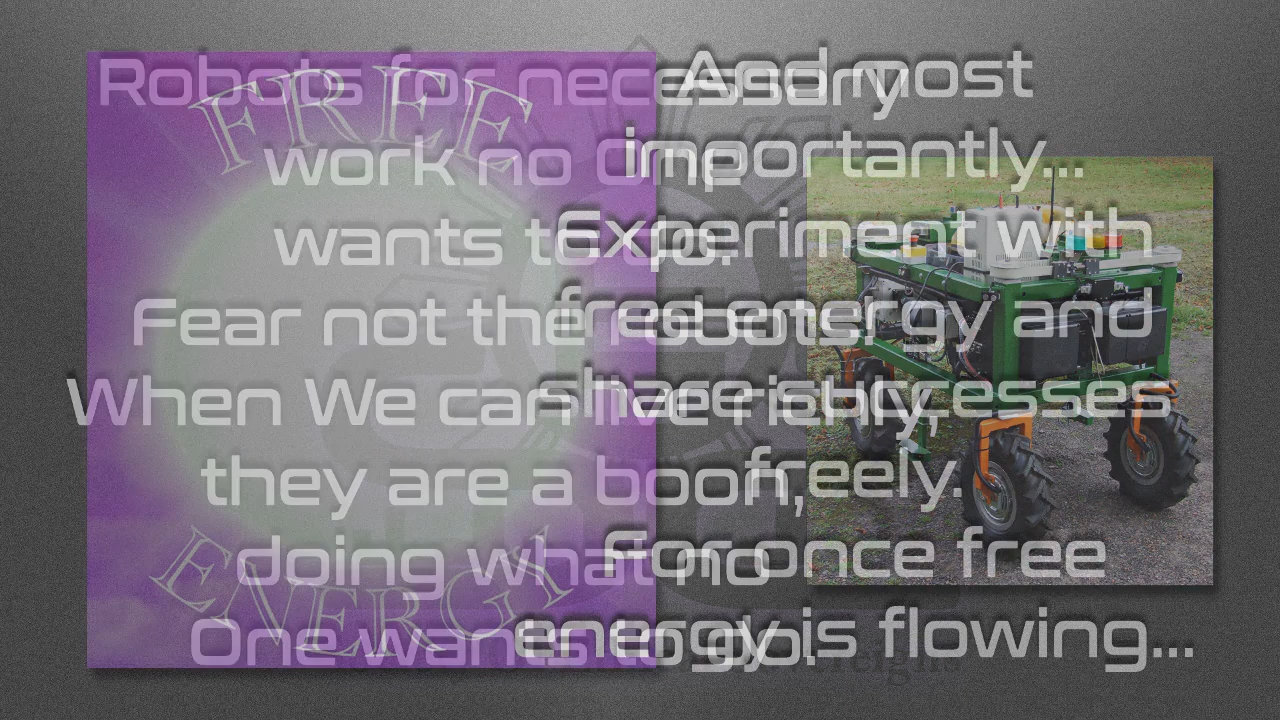 Robots for necessary
work no one
wants to do.
Fear not the robots!
When We can live richly,
they are a boon,
doing what no
One wants to do.
And most
importantly...
Experiment with
free energy and
share successes
freely.
For once free
energy is flowing...
FREE
ENERGY